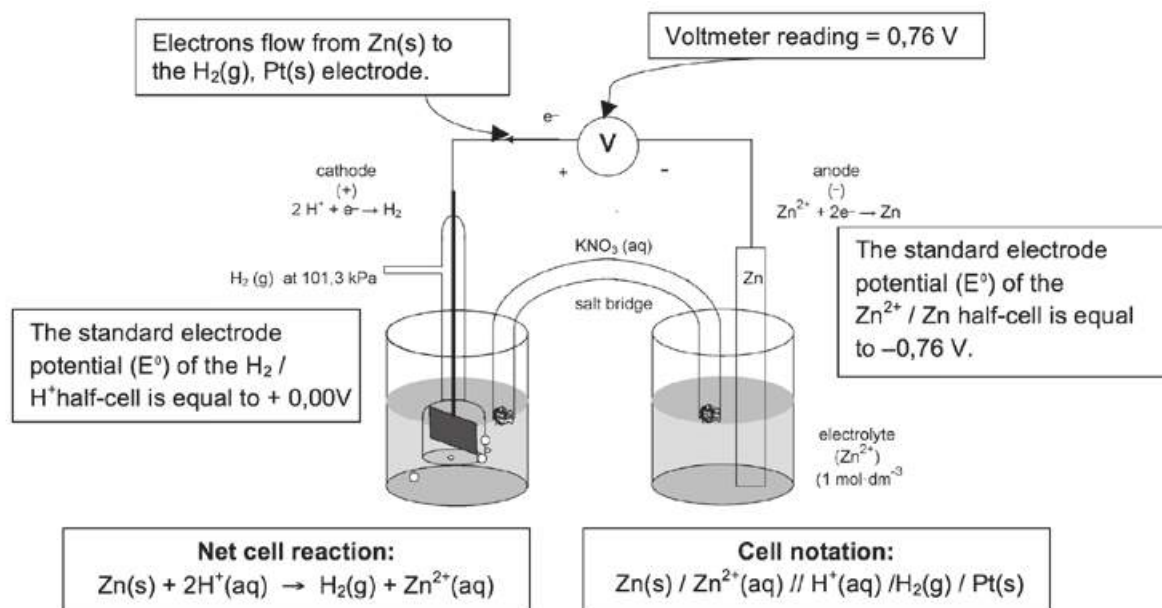 Electrons flow from Zn(s) to
the H₂(g), Pt(s) electrode.
Voltmeter reading = 0,76 V
e⁻
V
+ -
cathode
(+)
2 H⁺ + e⁻ → H₂
anode
(-)
Zn²⁺ + 2e⁻ → Zn
KNO₃ (aq)
salt bridge
H₂ (g) at 101,3 kPa
Zn
The standard electrode
potential (E⁰) of the
Zn²⁺ / Zn half-cell is equal
to –0,76 V.
The standard electrode
potential (E⁰) of the H₂ /
H⁺half-cell is equal to + 0,00V
electrolyte
(Zn²⁺)
(1 mol·dm⁻³
Net cell reaction:
Zn(s) + 2H⁺(aq) → H₂(g) + Zn²⁺(aq)
Cell notation:
Zn(s) / Zn²⁺(aq) // H⁺(aq) /H₂(g) / Pt(s)